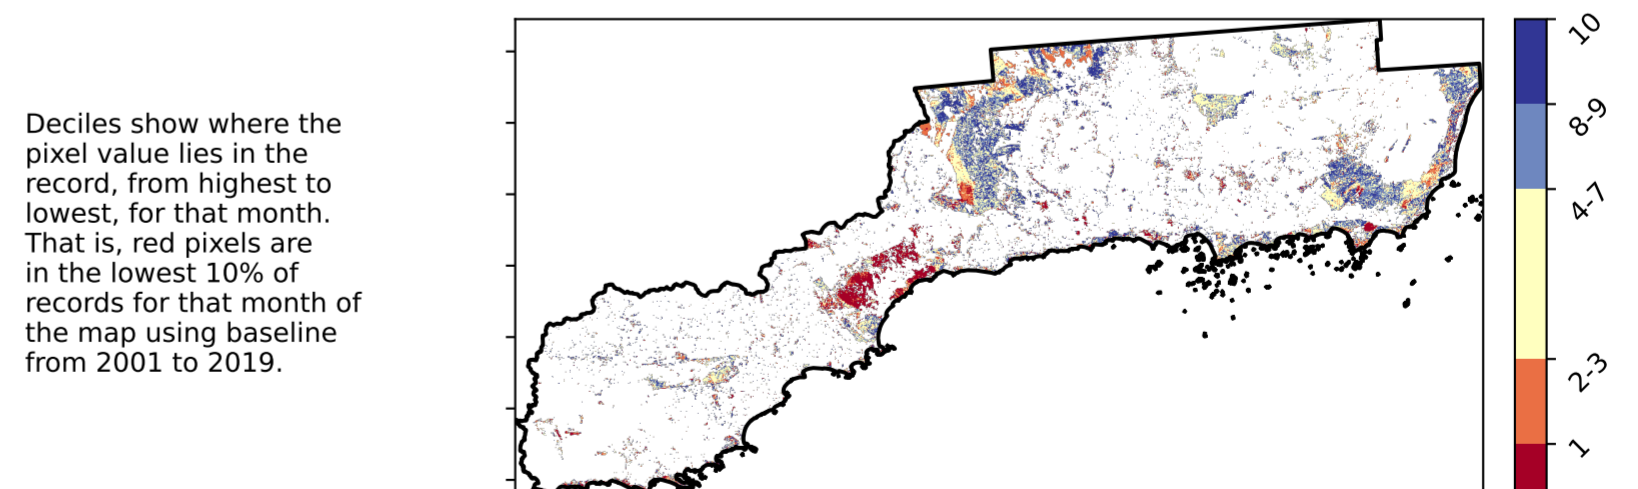 Deciles show where the
pixel value lies in the
record, from highest to
lowest, for that month.
That is, red pixels are
in the lowest 10% of
records for that month of
the map using baseline
from 2001 to 2019.
10
8-9
4-7
2-3
1